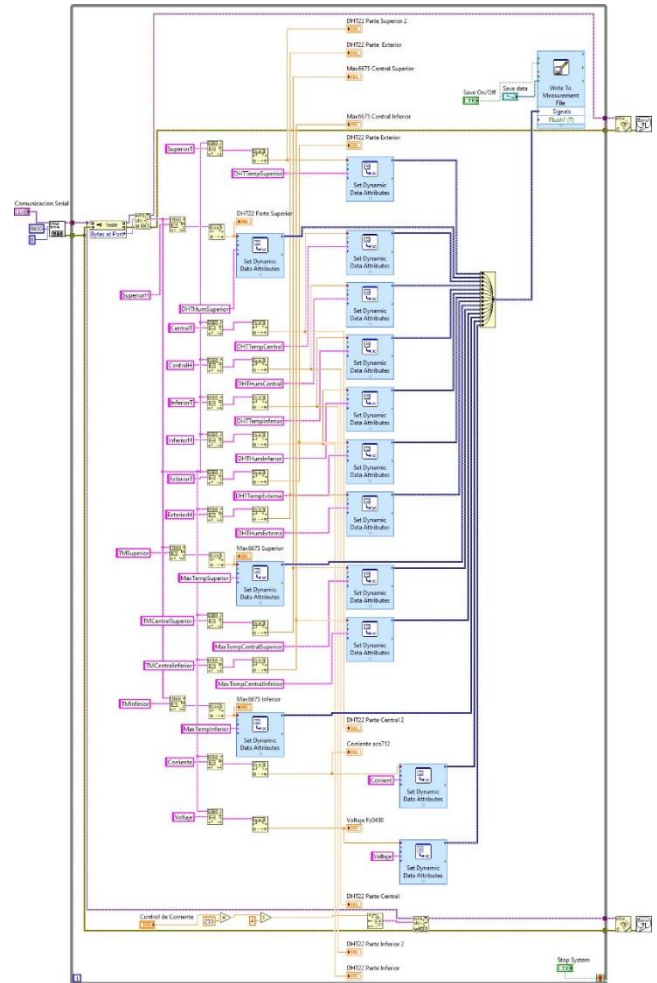 DHT22 Parte Superior 2
DHT22 Parte Exterior
Max6675 Central Superior
Save On/Off
Save data
Write To
Measurement
File
Signals
Flush? (T)
Max6675 Central Inferior
DHT22 Parte Exterior
SuperiorT
DHTTempSuperior
Set Dynamic
Data Attributes
Comunicacion Serial
Instr
Bytes at Port
DHT22 Parte Superior
Set Dynamic
Data Attributes
Set Dynamic
Data Attributes
SuperiorH
DHTHumSuperior
Set Dynamic
Data Attributes
CentralT
DHTTempCentral
Set Dynamic
Data Attributes
CentralH
DHTHumCentral
InferiorT
Set Dynamic
Data Attributes
DHTTempInferior
InferiorH
DHTHumInferior
Set Dynamic
Data Attributes
ExteriorT
DHTTempExterna
Set Dynamic
Data Attributes
ExteriorH
DHTHumExterna
TMSuperior
Max6675 Superior
MaxTempSuperior
Set Dynamic
Data Attributes
Set Dynamic
Data Attributes
TMCentralSuperior
MaxTempCentralSuperior
Set Dynamic
Data Attributes
TMCentralInferior
MaxTempCentralInferior
TMInferior
Max6675 Inferior
MaxTempInferior
Set Dynamic
Data Attributes
DHT22 Parte Central 2
Corriente acs712
Corriente
Corrient
Set Dynamic
Data Attributes
Voltaje
Voltaje Fz0430
Voltaje
Set Dynamic
Data Attributes
DHT22 Parte Central
Control de Corriente
255
DHT22 Parte Inferior 2
DHT22 Parte Inferior
Stop System
i